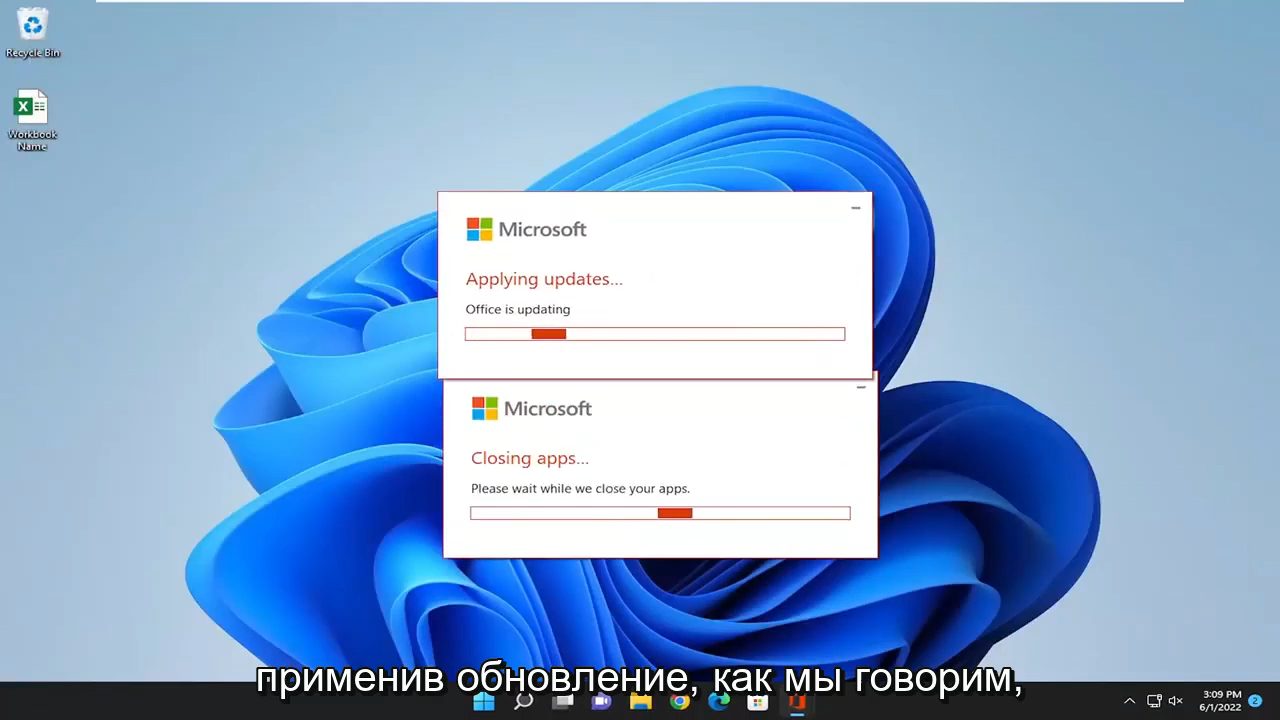 Recycle Bin
Workbook
Name
Microsoft
Applying updates...
Office is updating
Microsoft
Closing apps...
Please wait while we close your apps.
применив обновление, как мы говорим,
3:09 PM
6/1/2022
2